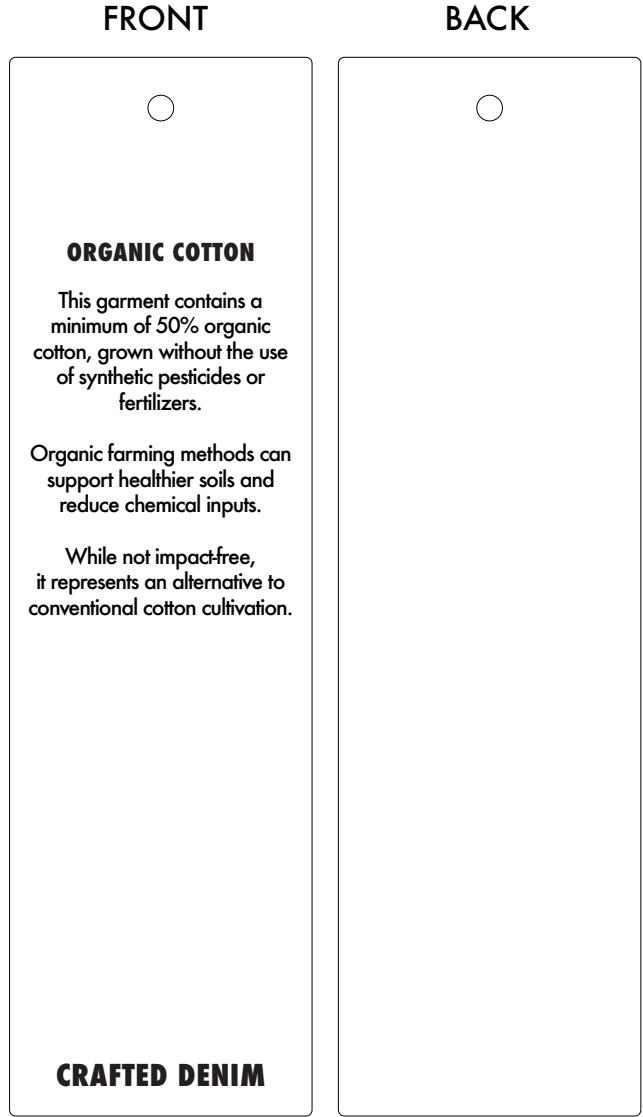 FRONT
BACK
ORGANIC COTTON
This garment contains a
minimum of 50% organic
cotton, grown without the use
of synthetic pesticides or
fertilizers.
Organic farming methods can
support healthier soils and
reduce chemical inputs.
While not impact-free,
it represents an alternative to
conventional cotton cultivation.
CRAFTED DENIM